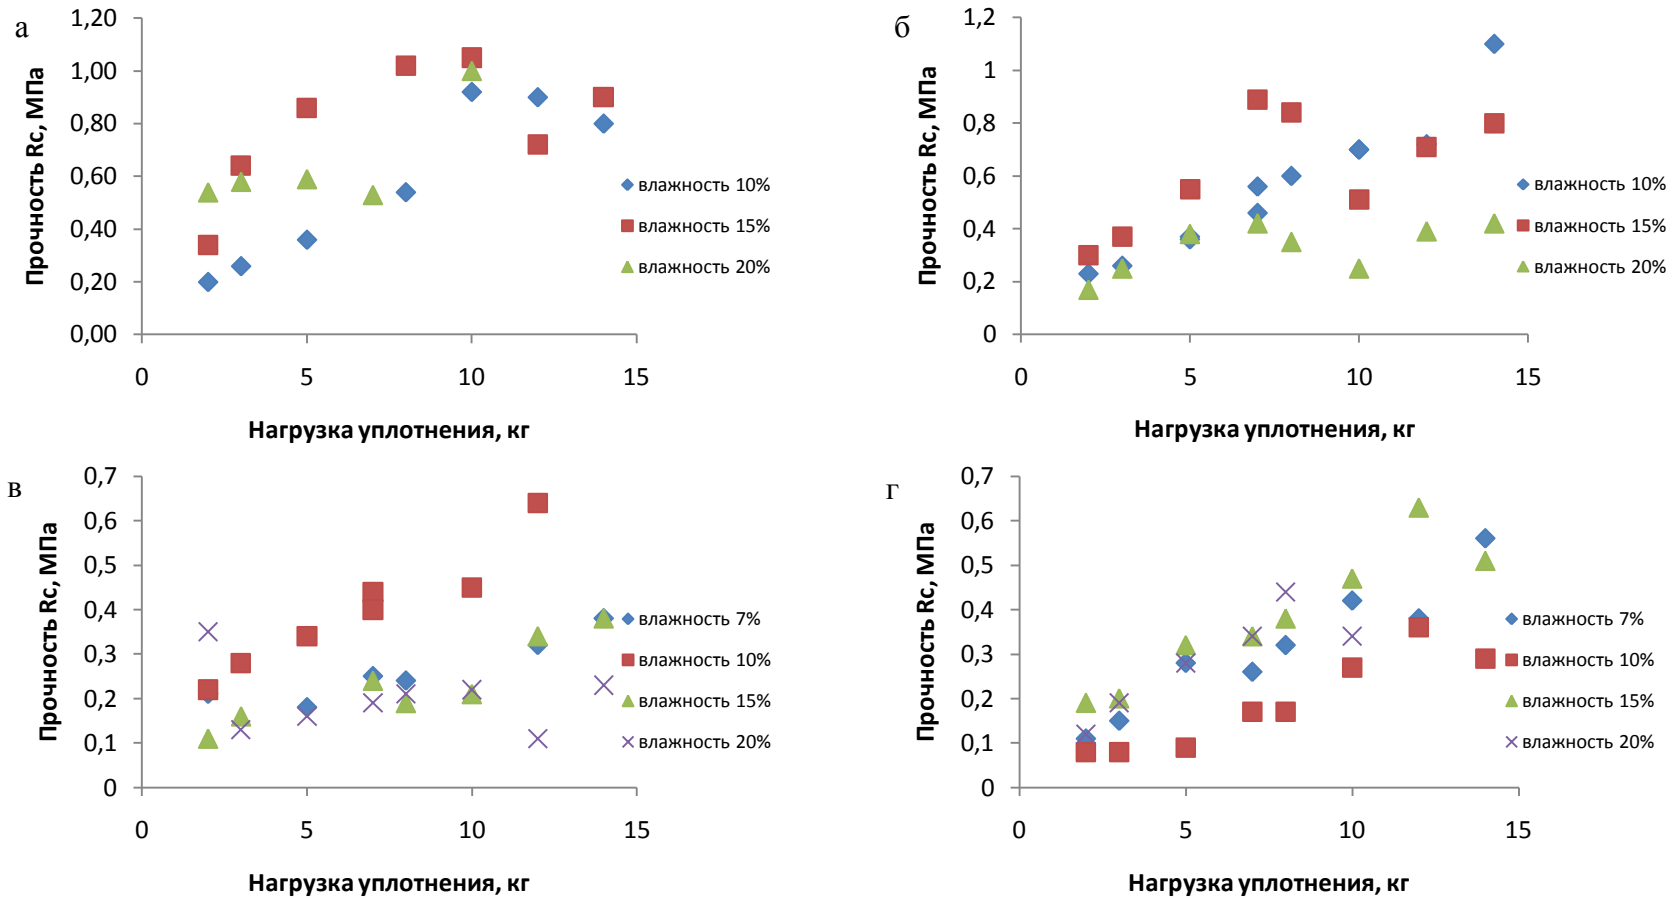 а
Прочность Rc, МПа
1,20
1,00
0,80
0,60
0,40
0,20
0,00
0
5
10
15
Нагрузка уплотнения, кг
влажность 10%
влажность 15%
влажность 20%
б
Прочность Rc, МПа
1,2
1
0,8
0,6
0,4
0,2
0
0
5
10
15
Нагрузка уплотнения, кг
влажность 10%
влажность 15%
влажность 20%
в
Прочность Rc, МПа
0,7
0,6
0,5
0,4
0,3
0,2
0,1
0
0
5
10
15
Нагрузка уплотнения, кг
влажность 7%
влажность 10%
влажность 15%
влажность 20%
г
Прочность Rc, МПа
0,7
0,6
0,5
0,4
0,3
0,2
0,1
0
0
5
10
15
Нагрузка уплотнения, кг
влажность 7%
влажность 10%
влажность 15%
влажность 20%